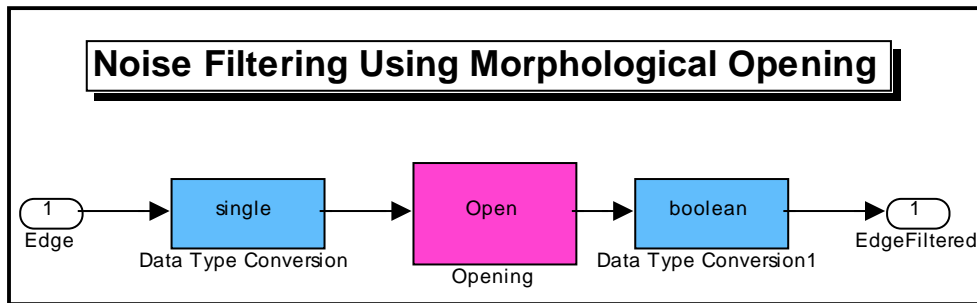 Noise Filtering Using Morphological Opening
1
Edge
single
Data Type Conversion
Open
Opening
boolean
Data Type Conversion1
1
EdgeFiltered